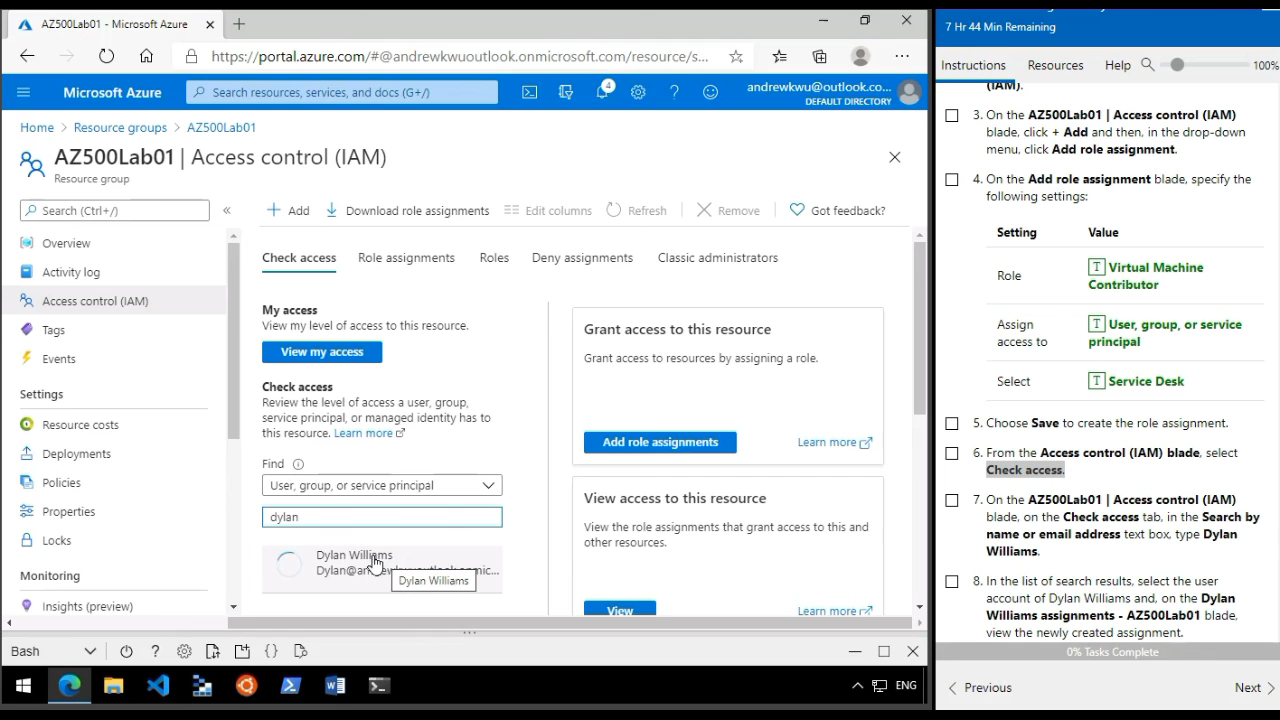 AZ500Lab01 - Microsoft Azure
https://portal.azure.com/#@andrewkwuoutlook.onmicrosoft.com/resource/s...
Microsoft Azure
Search resources, services, and docs (G+/)
4
andrewkwu@outlook.co...
DEFAULT DIRECTORY
Home > Resource groups > AZ500Lab01
AZ500Lab01 | Access control (IAM)
Resource group
Search (Ctrl+/)
Overview
Activity log
Access control (IAM)
Tags
Events
Settings
Resource costs
Deployments
Policies
Properties
Locks
Monitoring
Insights (preview)
Add
Download role assignments
Edit columns
Refresh
Remove
Got feedback?
Check access
Role assignments
Roles
Deny assignments
Classic administrators
My access
View my level of access to this resource.
View my access
Check access
Review the level of access a user, group,
service principal, or managed identity has to
this resource. Learn more
Find
User, group, or service principal
dylan
Dylan Williams
Dylan Williams
Grant access to this resource
Grant access to resources by assigning a role.
Add role assignments
Learn more
View access to this resource
View the role assignments that grant access to this and
other resources.
View
Learn more
Bash
ENG
7 Hr 44 Min Remaining
Instructions
Resources
Help
100%
(IAM).
3. On the AZ500Lab01 | Access control (IAM)
blade, click + Add and then, in the drop-down
menu, click Add role assignment.
4. On the Add role assignment blade, specify the
following settings:
Setting Value
Role
T Virtual Machine
Contributor
Assign
access to
T User, group, or service
principal
Select
T Service Desk
5. Choose Save to create the role assignment.
6. From the Access control (IAM) blade, select
Check access.
7. On the AZ500Lab01 | Access control (IAM)
blade, on the Check access tab, in the Search by
name or email address text box, type Dylan
Williams.
8. In the list of search results, select the user
account of Dylan Williams and, on the Dylan
Williams assignments - AZ500Lab01 blade,
view the newly created assignment.
0% Tasks Complete
Previous
Next